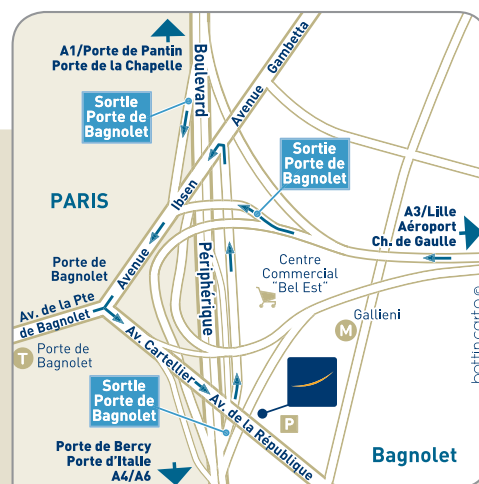 A1/Porte de Pantin
Porte de la Chapelle
Boulevard
Périphérique
Avenue Gambetta
Sortie
Porte de
Bagnolet
Sortie
Porte de
Bagnolet
PARIS
Avenue Ibsen
A3/Lille
Aéroport
Ch. de Gaulle
Porte de
Bagnolet
Centre
Commercial
"Bel Est"
Av. de la Pte
de Bagnolet
Gallieni
M
T
Porte de
Bagnolet
Av. Cartellier
Sortie
Porte de
Bagnolet
Av. de la République
P
Porte de Bercy
Porte d'Italie
A4/A6
Bagnolet